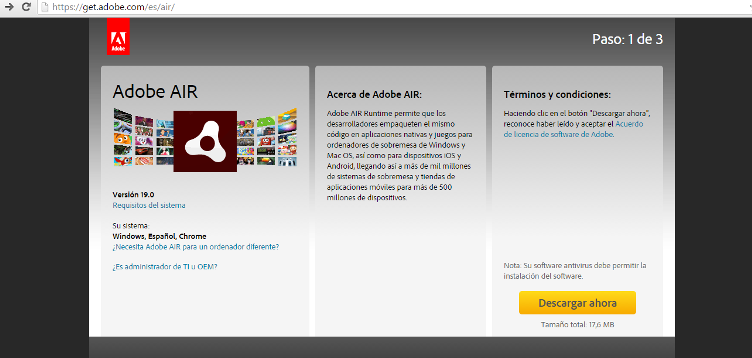 https://get.adobe.com/es/air/
Adobe
Paso: 1 de 3
Adobe AIR
Versión 19.0
Requisitos del sistema
Su sistema:
Windows, Español, Chrome
¿Necesita Adobe AIR para un ordenador diferente?
¿Es administrador de TI u OEM?
Acerca de Adobe AIR:
Adobe AIR Runtime permite que los
desarrolladores empaqueten el mismo
código en aplicaciones nativas y juegos para
ordenadores de sobremesa de Windows y
Mac OS, así como para dispositivos iOS y
Android, llegando así a más de mil millones
de sistemas de sobremesa y tiendas de
aplicaciones móviles para más de 500
millones de dispositivos.
Términos y condiciones:
Haciendo clic en el botón "Descargar ahora",
reconoce haber leído y aceptar el Acuerdo
de licencia de software de Adobe.
Nota: Su software antivirus debe permitir la
instalación del software.
Descargar ahora
Tamaño total: 17,6 MB